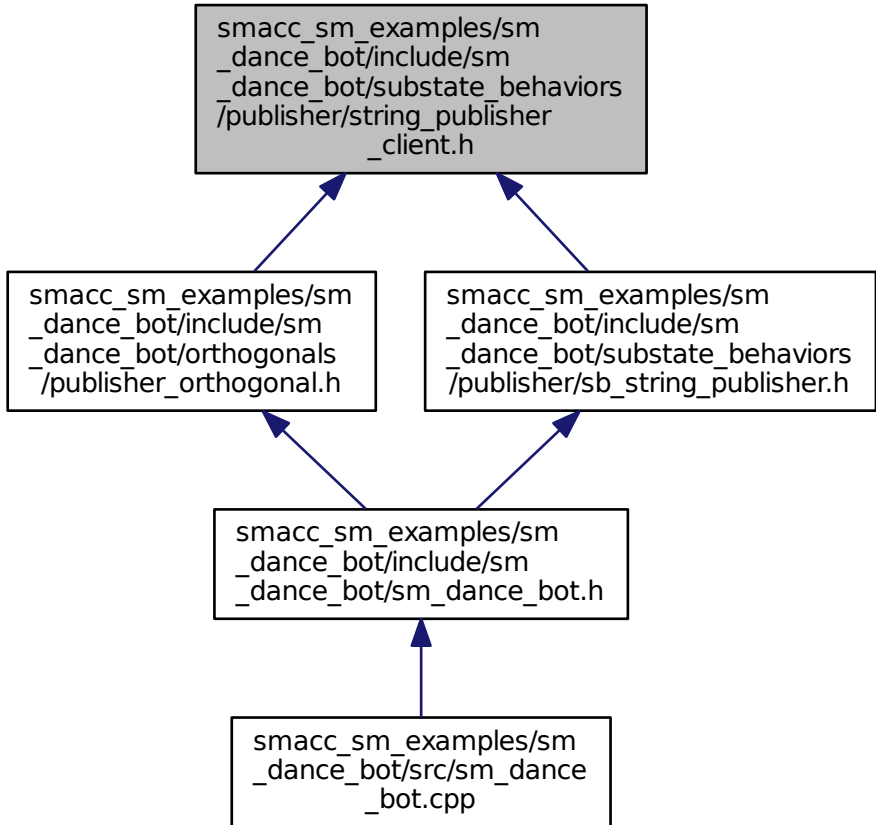 smacc_sm_examples/sm
_dance_bot/include/sm
_dance_bot/substate_behaviors
/publisher/string_publisher
_client.h
smacc_sm_examples/sm
_dance_bot/include/sm
_dance_bot/orthogonals
/publisher_orthogonal.h
smacc_sm_examples/sm
_dance_bot/include/sm
_dance_bot/substate_behaviors
/publisher/sb_string_publisher.h
smacc_sm_examples/sm
_dance_bot/include/sm
_dance_bot/sm_dance_bot.h
smacc_sm_examples/sm
_dance_bot/src/sm_dance
_bot.cpp